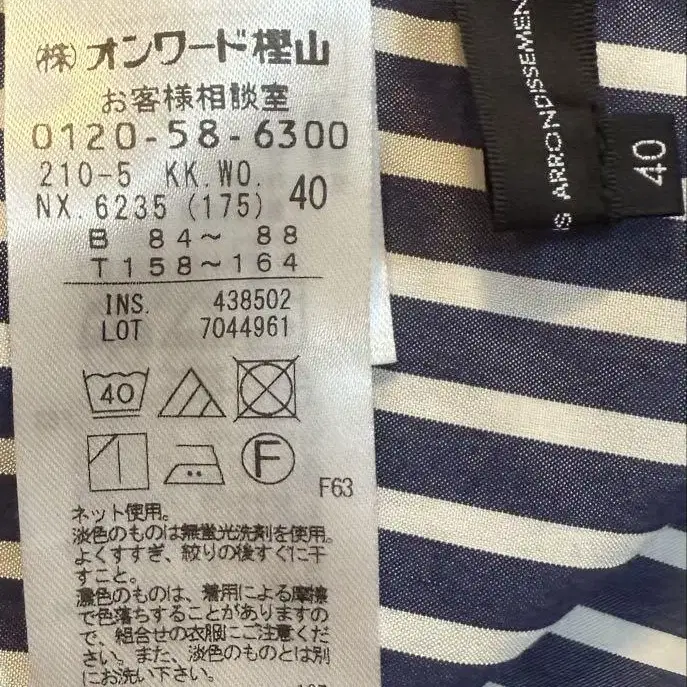 (株)オンワード樫山
お客様相談室
0120-58-6300
210-5 KK.WO.
NX.6235 (175) 40
B 84～ 88
T 158～164
INS. 438502
LOT 7044961
40
F
F63
ネット使用。
淡色のものは無蛍光洗剤を使用。
よくすすぎ、絞りの後すぐに干
すこと。
濃色のものは、着用による摩擦
で色落ちすることがありますの
で、組合せの衣服にご注意くだ
さい。また、淡色のものとは別
にお洗い下さい。
IS ARRONDISSEMEN
40